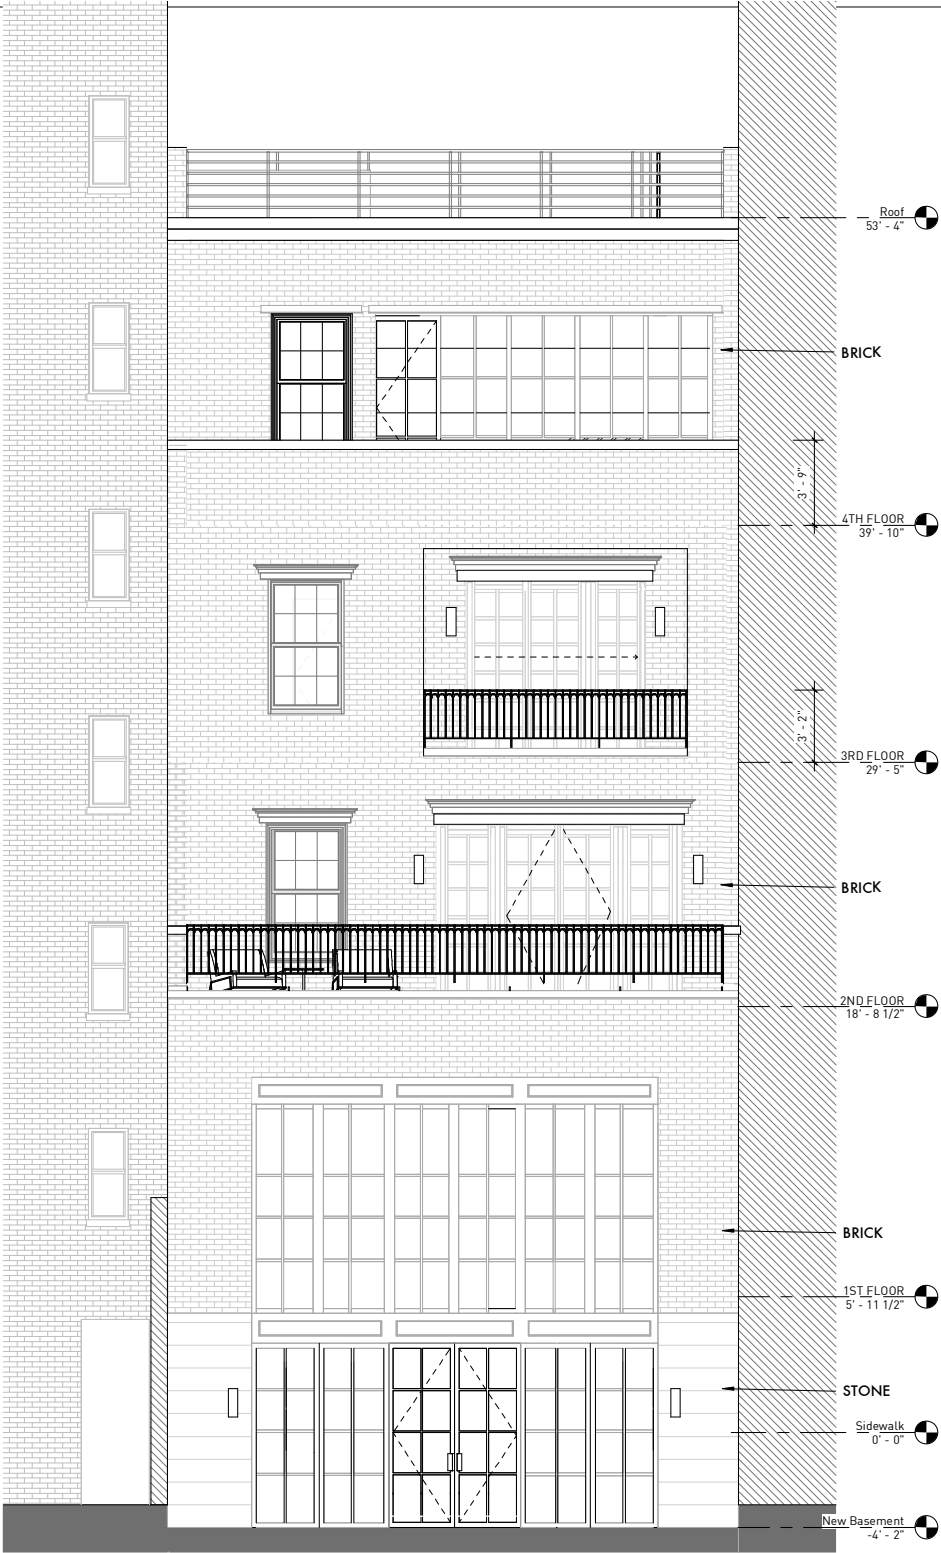 Roof
53' - 4"
BRICK
3' - 9"
4TH FLOOR
39' - 10"
3' - 2"
3RD FLOOR
29' - 5"
BRICK
2ND FLOOR
18' - 8 1/2"
BRICK
1ST FLOOR
5' - 11 1/2"
STONE
Sidewalk
0' - 0"
New Basement
-4' - 2"